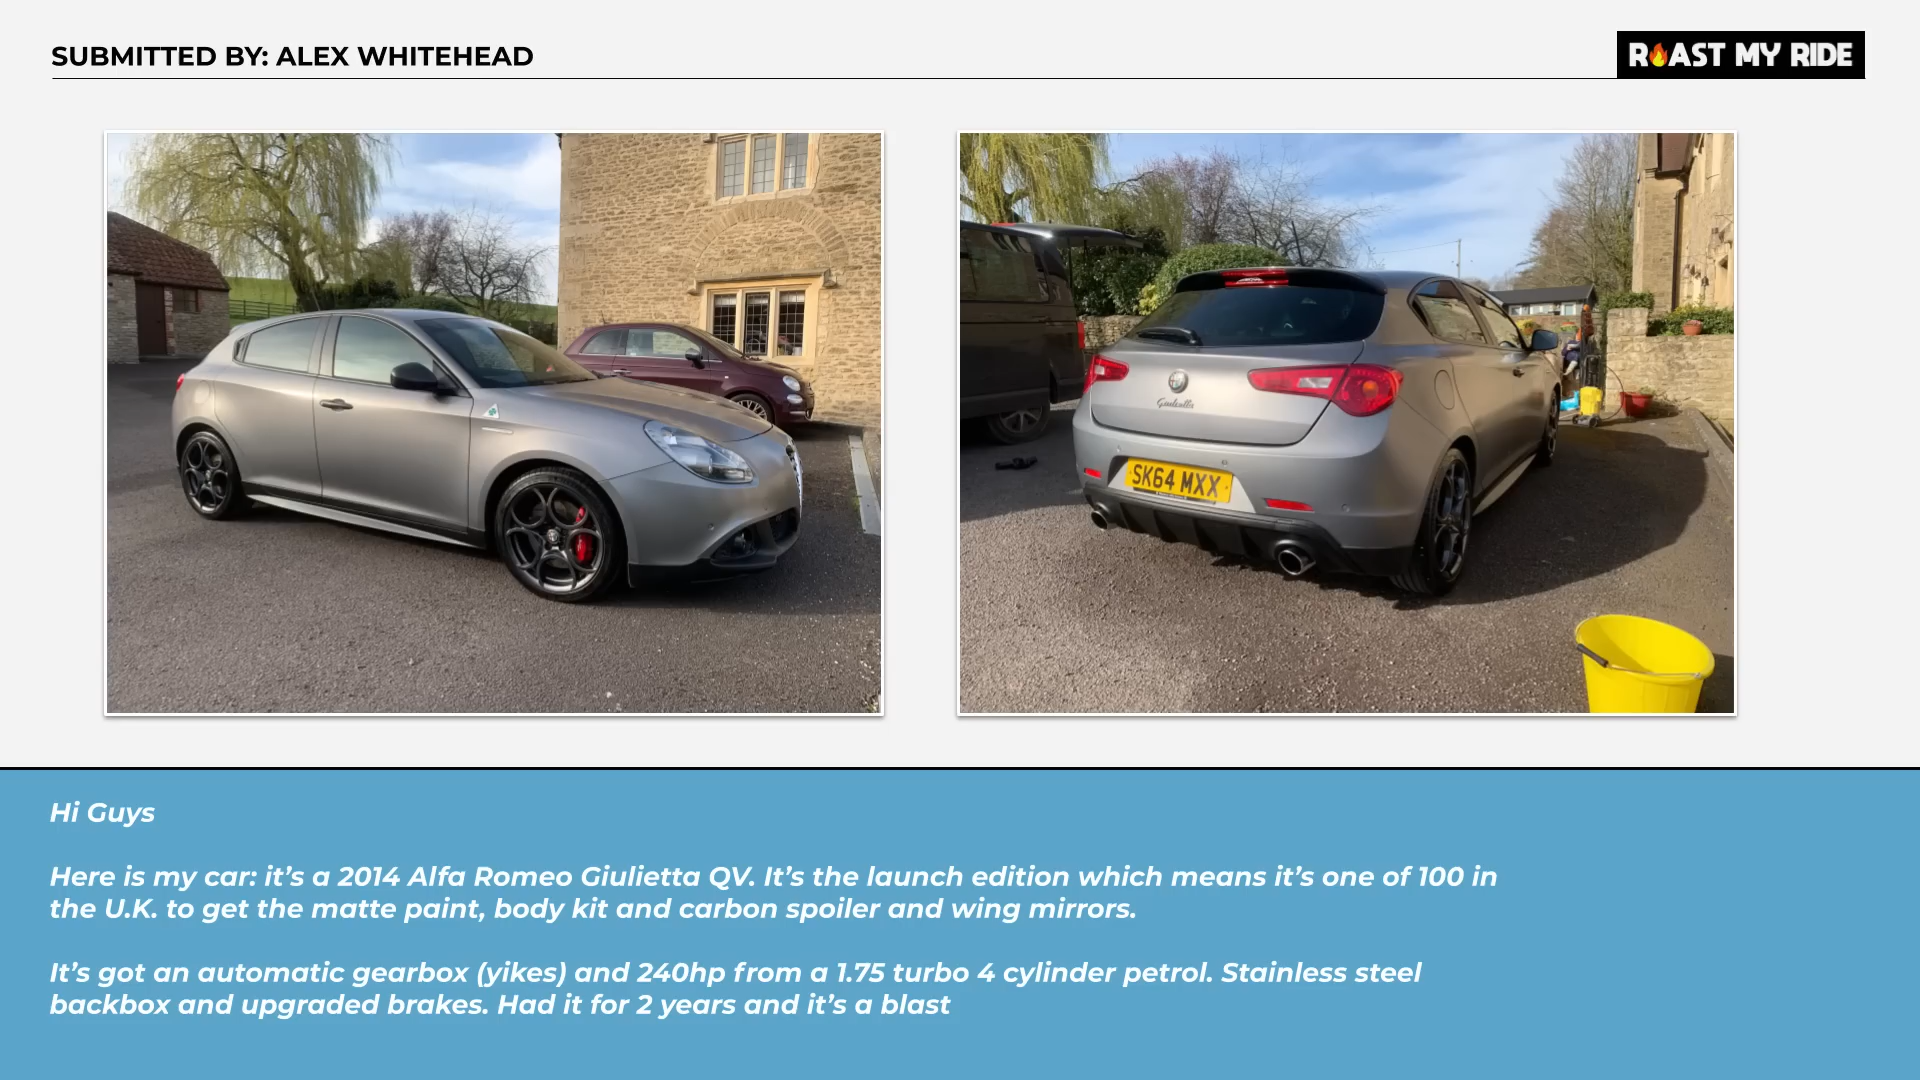 SUBMITTED BY: ALEX WHITEHEAD
ROAST MY RIDE
Giulietta
SK64 MXX
Hi Guys
Here is my car: it’s a 2014 Alfa Romeo Giulietta QV. It’s the launch edition which means it’s one of 100 in
the U.K. to get the matte paint, body kit and carbon spoiler and wing mirrors.
It’s got an automatic gearbox (yikes) and 240hp from a 1.75 turbo 4 cylinder petrol. Stainless steel
backbox and upgraded brakes. Had it for 2 years and it’s a blast